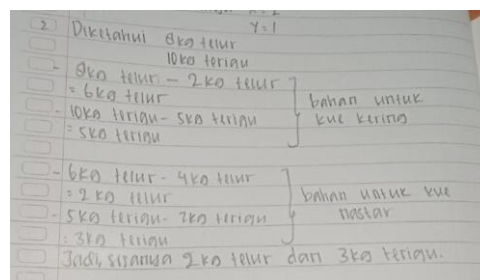 Y = 1
2 Diketahui 8kg telur
10kg terigu
- 8kg telur - 2kg telur
= 6kg telur
- 10kg terigu - 5kg terigu
= 5kg terigu
bahan untuk
kue kering
- 6kg telur - 4kg telur
= 2kg telur
- 5kg terigu - 2kg terigu
= 3kg terigu
bahan untuk kue
nastar
Jadi, sisanya 2kg telur dan 3kg terigu.